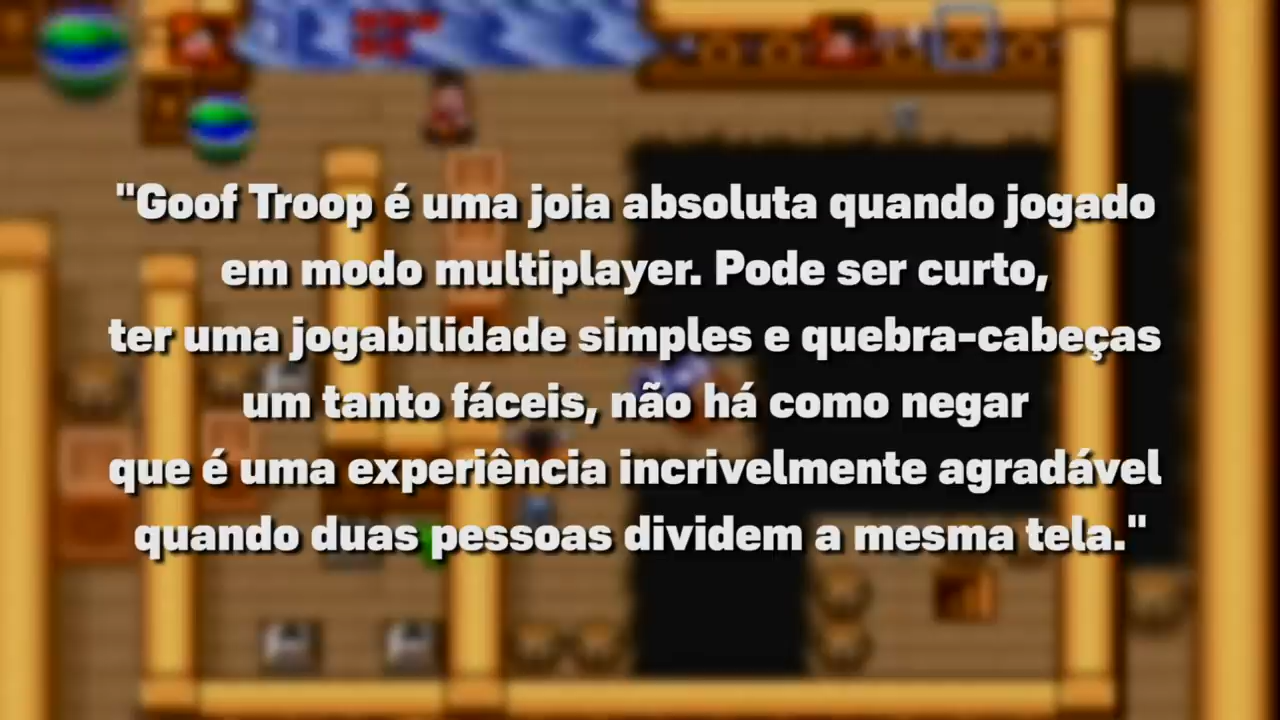 "Goof Troop é uma joia absoluta quando jogado
em modo multiplayer. Pode ser curto,
ter uma jogabilidade simples e quebra-cabeças
um tanto fáceis, não há como negar
que é uma experiência incrivelmente agradável
quando duas pessoas dividem a mesma tela."